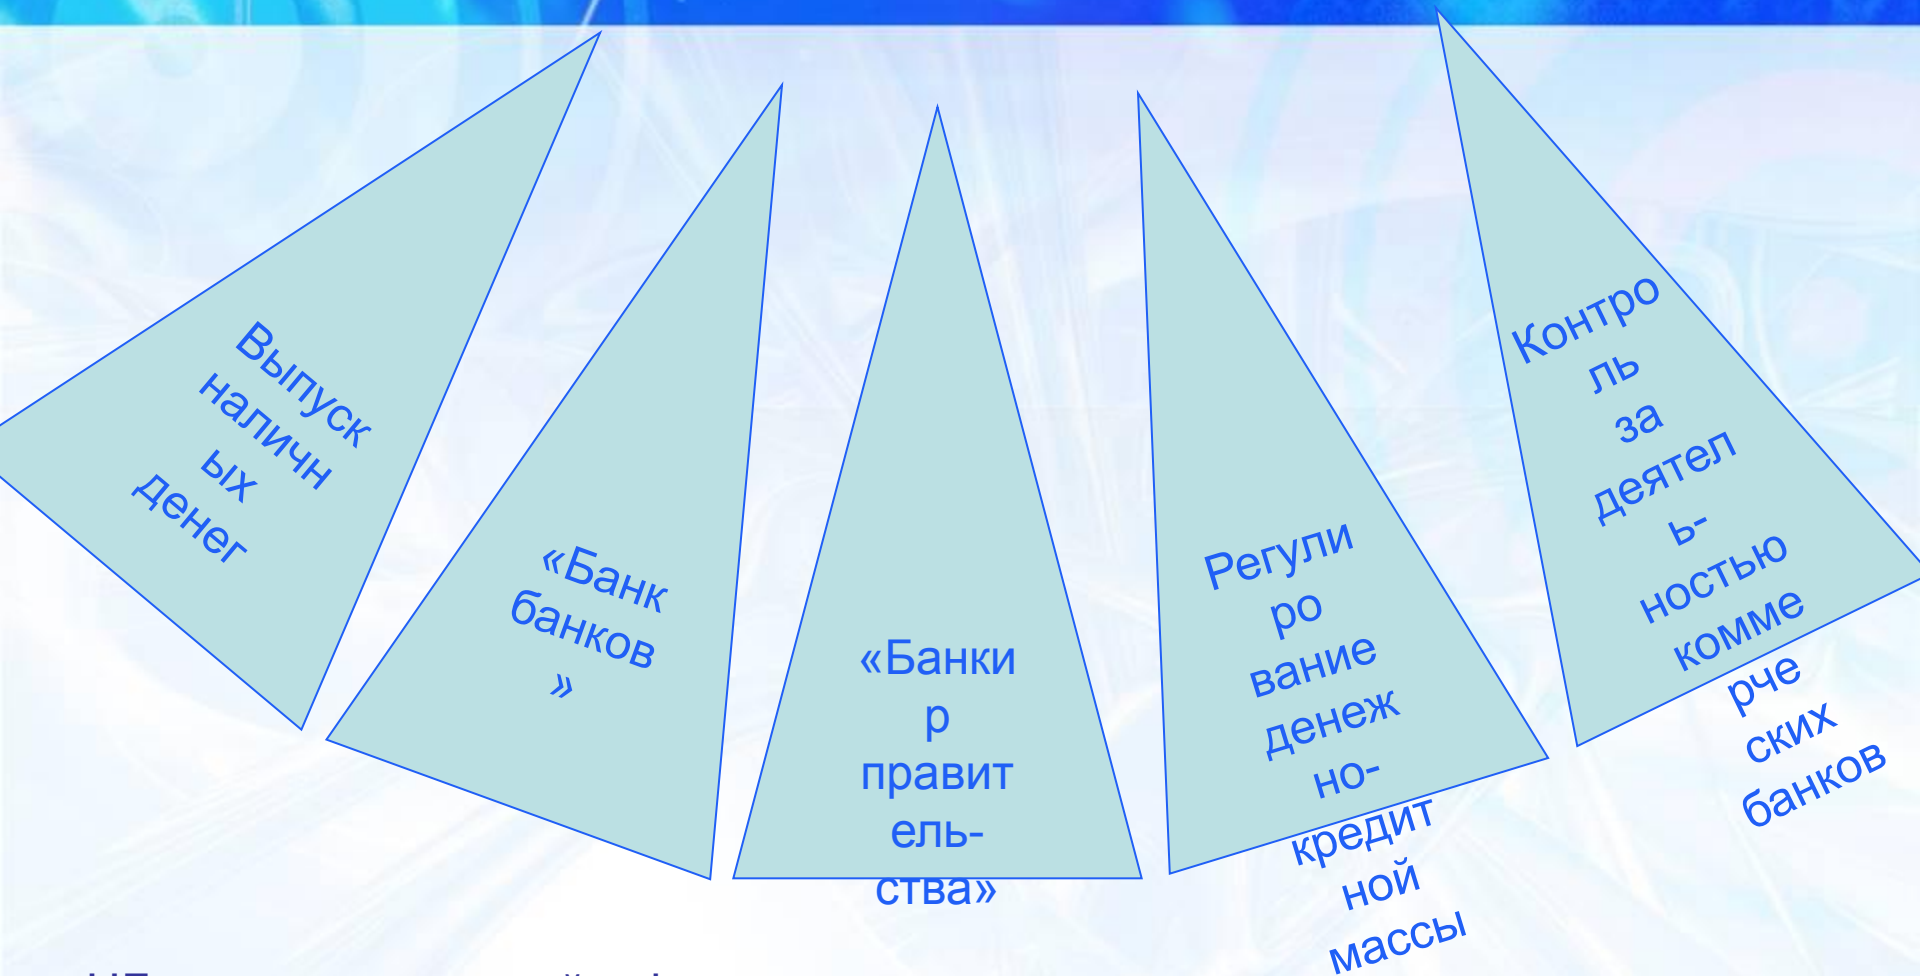 Выпуск
наличн
ых
денег
«Банк
банков
»
«Банки
р
правит
ель-
ства»
Регули
ро
вание
денеж
но-
кредит
ной
массы
Контро
ль
за
деятел
ь-
ностью
комме
рче
ских
банков